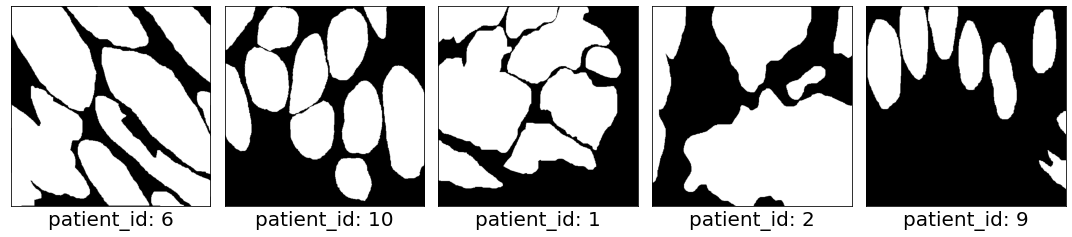 patient_id: 6
patient_id: 10
patient_id: 1
patient_id: 2
patient_id: 9